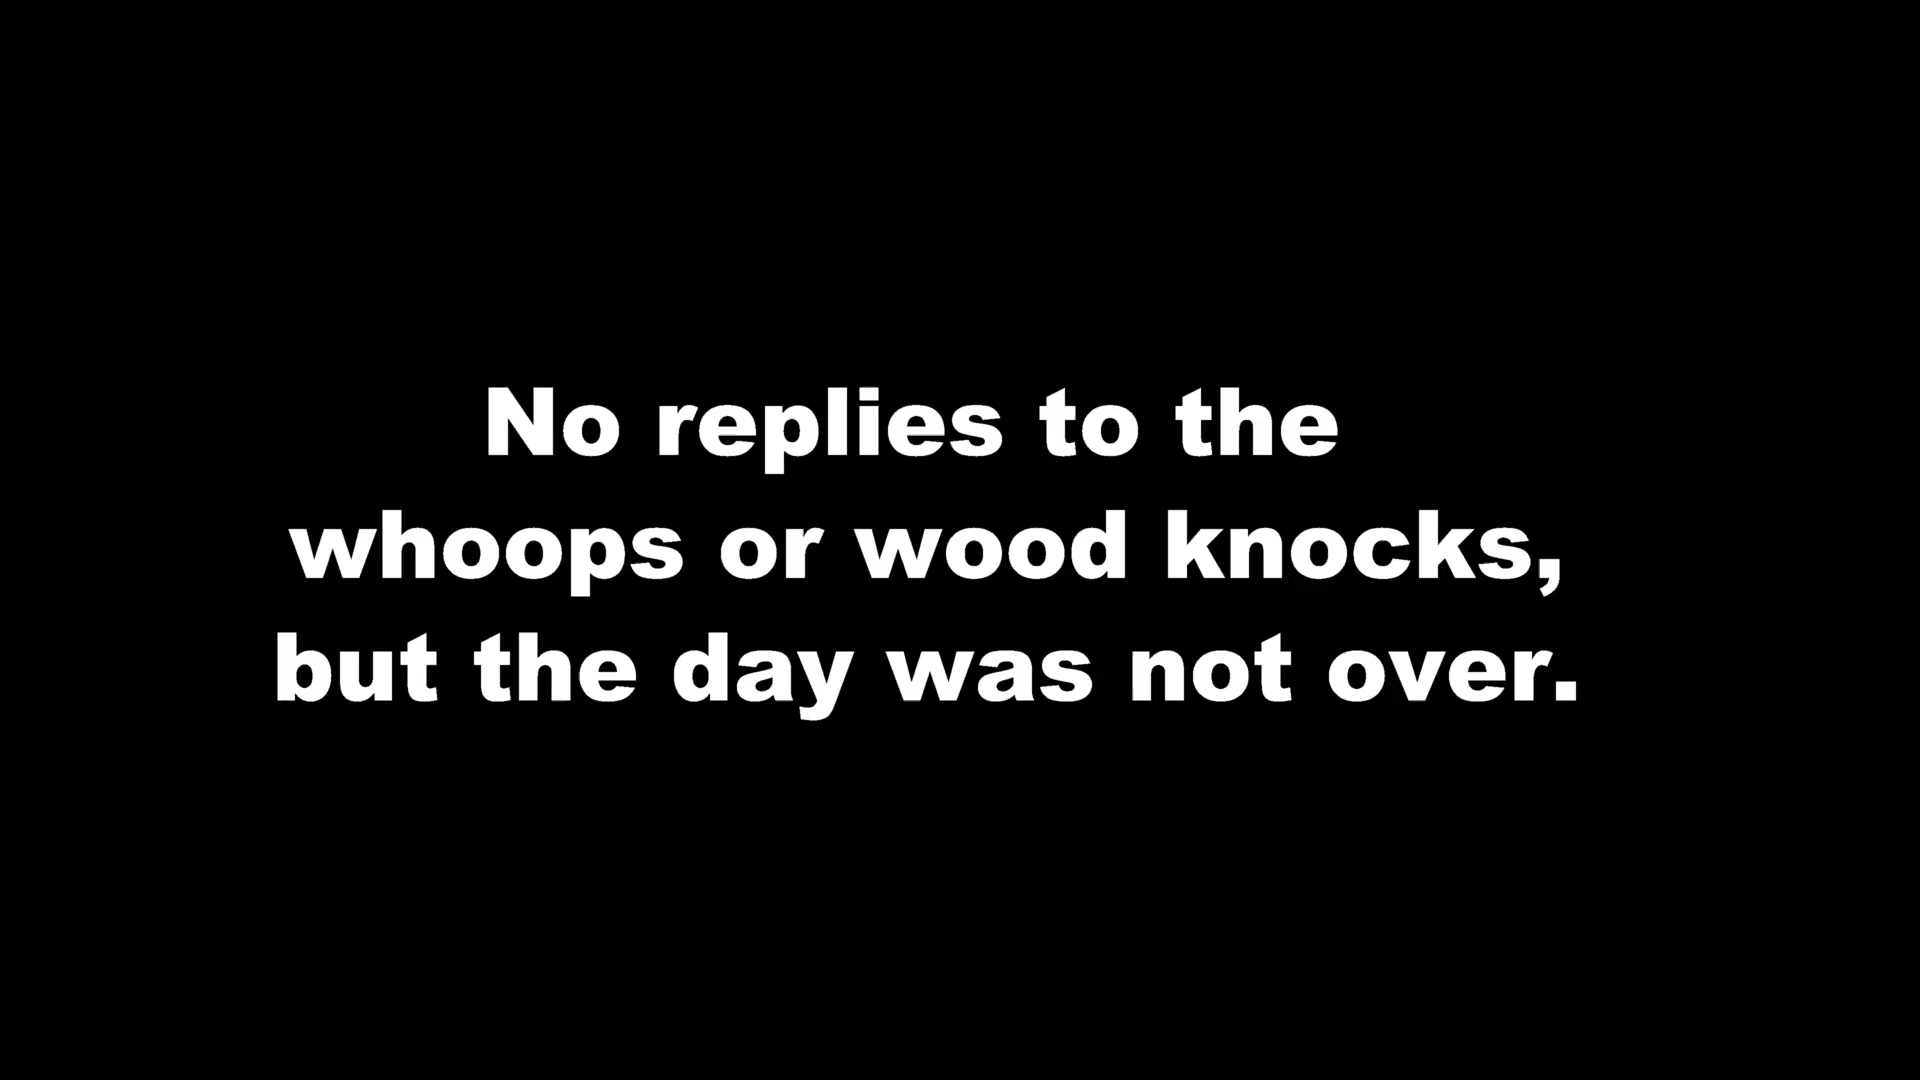 No replies to the
whoops or wood knocks,
but the day was not over.